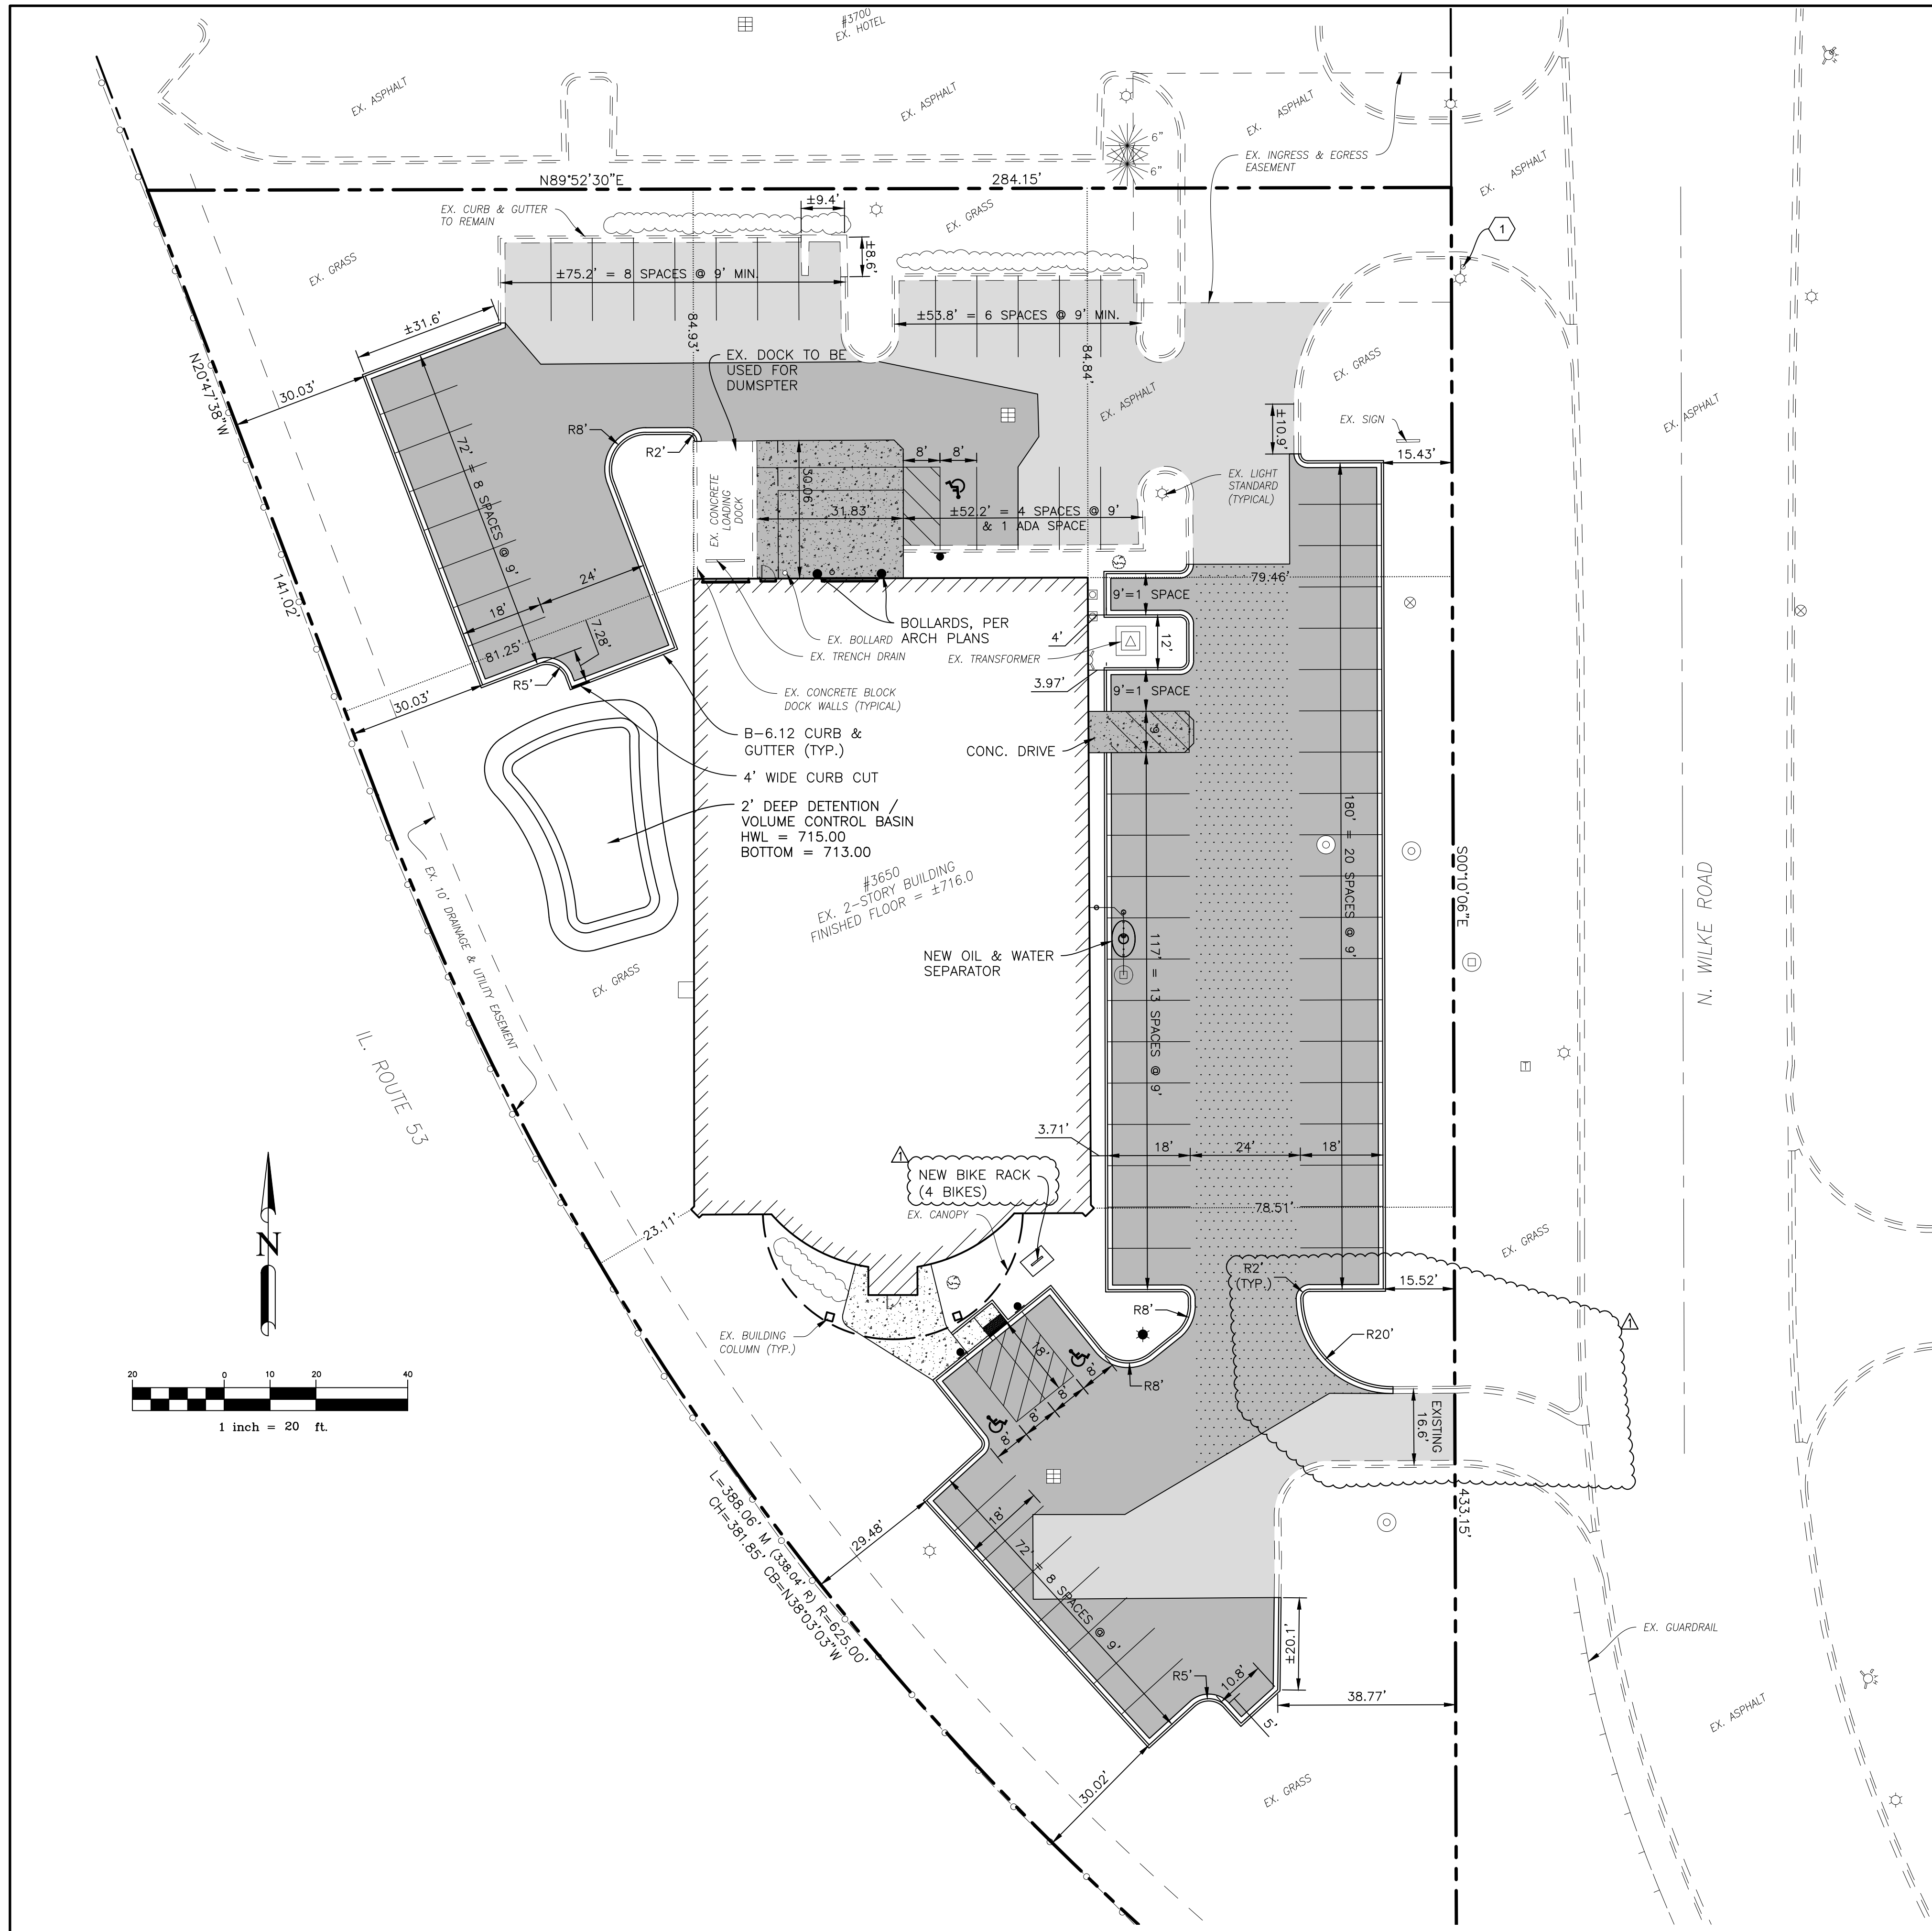 #3700
EX. HOTEL
EX. ASPHALT
EX. ASPHALT
EX. ASPHALT
6"
6"
EX. INGRESS & EGRESS
EASEMENT
EX. ASPHALT
N89°52'30"E
284.15'
EX. CURB & GUTTER
TO REMAIN
±9.4'
EX. GRASS
1
EX. GRASS
±8.6'
±75.2' = 8 SPACES @ 9' MIN.
±53.8' = 6 SPACES @ 9' MIN.
±31.6'
84.93'
84.84'
EX. DOCK TO BE
USED FOR
DUMSPTER
EX. GRASS
30.03'
N20°47'38"W
EX. ASPHALT
EX. ASPHALT
±10.9'
EX. SIGN
15.43'
R8'
R2'
72' = 8 SPACES @ 9'
8'
8'
EX. LIGHT
STANDARD
(TYPICAL)
EX. CONCRETE
LOADING
DOCK
30.06'
31.83'
±52.2' = 4 SPACES @ 9'
& 1 ADA SPACE
24'
18'
7.28'
81.25'
141.02'
79.46'
9'=1 SPACE
BOLLARDS, PER
ARCH PLANS
EX. BOLLARD
EX. TRENCH DRAIN
4'
EX. TRANSFORMER
12'
R5'
30.03'
3.97'
9'=1 SPACE
EX. CONCRETE BLOCK
DOCK WALLS (TYPICAL)
B-6.12 CURB &
GUTTER (TYP.)
CONC. DRIVE
9'
4' WIDE CURB CUT
2' DEEP DETENTION /
VOLUME CONTROL BASIN
HWL = 715.00
BOTTOM = 713.00
180' = 20 SPACES @ 9'
S00°10'06"E
N. WILKE ROAD
#3650
EX. 2-STORY BUILDING
FINISHED FLOOR = ±716.0
EX. 10' DRAINAGE & UTILITY EASEMENT
NEW OIL & WATER
SEPARATOR
117' = 13 SPACES @ 9'
EX. GRASS
IL. ROUTE 53
3.71'
18'
24'
18'
1
NEW BIKE RACK
(4 BIKES)
EX. CANOPY
78.51'
23.11'
N
EX. GRASS
R2'
(TYP.)
15.52'
R8'
R20'
1
EX. BUILDING
COLUMN (TYP.)
18'
R8'
8'
8'
8'
8'
EXISTING
16.6'
20
0
10
20
40
1 inch = 20 ft.
L=388.06' M (338.04' R) R=625.00'
CH=381.85' CB=N38°03'03"W
29.48'
18'
72' = 8 SPACES @ 9'
433.15'
±20.1'
EX. GUARDRAIL
R5'
10.8'
5'
38.77'
EX. ASPHALT
30.02'
EX. GRASS